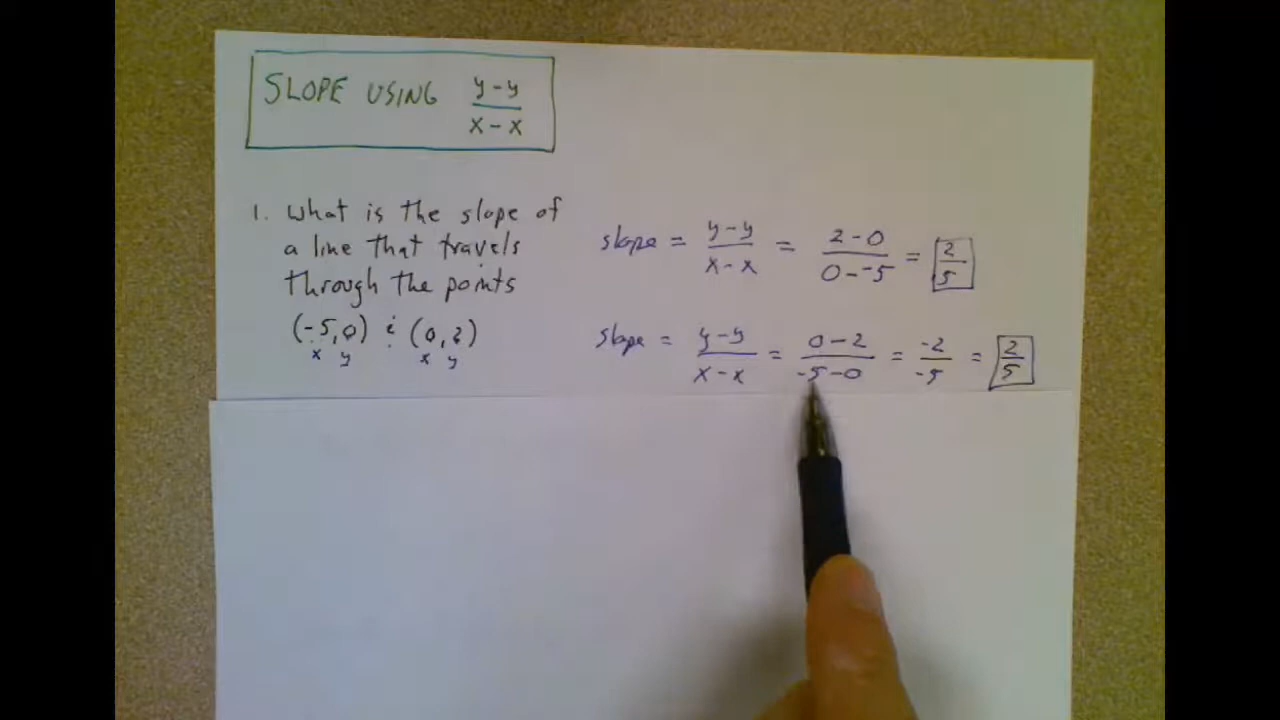 SLOPE USING y-y
x-x
1. What is the slope of
a line that travels
through the points
(-5,0) & (0,2)
x y x y
slope = y-y / x-x = 2-0 / 0--5 = 2/5
slope = y-y / x-x = 0-2 / -5-0 = -2/-5 = 2/5